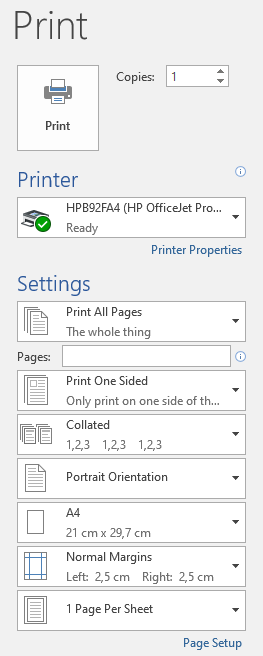 Print
Copies: 1
Print
Printer
HPB92FA4 (HP OfficeJet Pro...
Ready
Printer Properties
Settings
Print All Pages
The whole thing
Pages:
Print One Sided
Only print on one side of th...
Collated
1,2,3 1,2,3 1,2,3
Portrait Orientation
A4
21 cm x 29,7 cm
Normal Margins
Left: 2,5 cm Right: 2,5 cm
1 Page Per Sheet
Page Setup